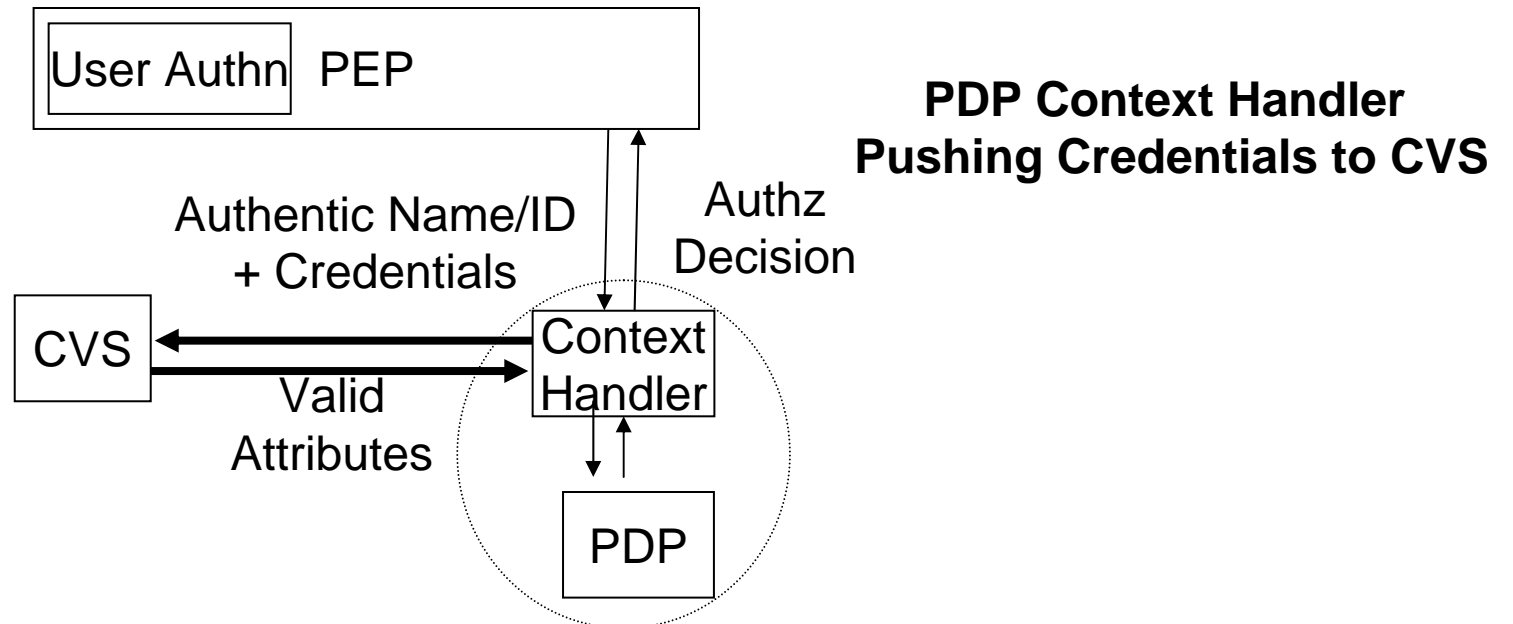 User Authn
PEP
PDP Context Handler
Pushing Credentials to CVS
Authentic Name/ID
+ Credentials
Authz
Decision
CVS
Context
Handler
Valid
Attributes
PDP